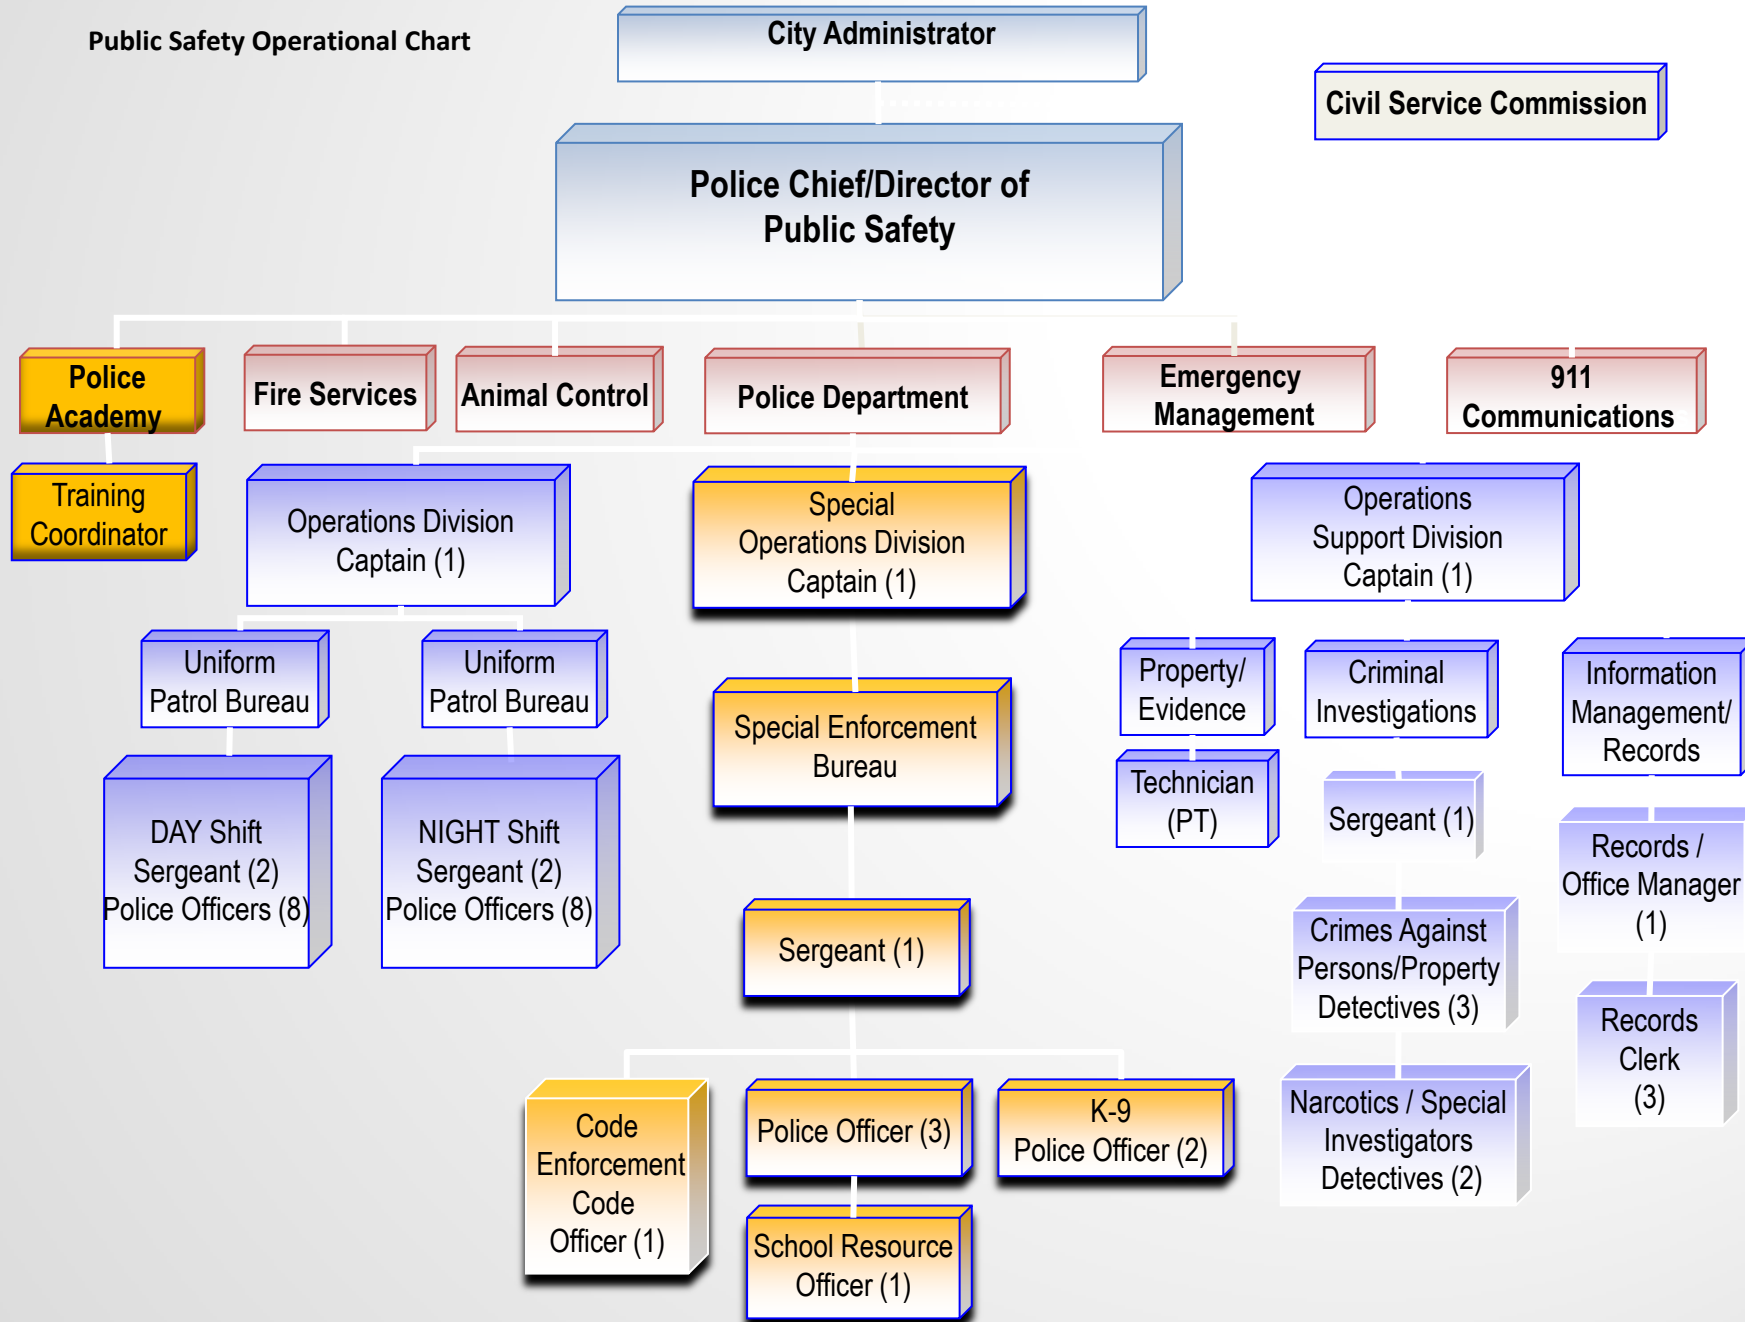 Public Safety Operational Chart
City Administrator
Civil Service Commission
Police Chief/Director of
Public Safety
Police
Academy
Fire Services
Animal Control
Police Department
Emergency
Management
911
Communications
Training
Coordinator
Operations Division
Captain (1)
Special
Operations Division
Captain (1)
Operations
Support Division
Captain (1)
Uniform
Patrol Bureau
Uniform
Patrol Bureau
Special Enforcement
Bureau
Property/
Evidence
Criminal
Investigations
Information
Management/
Records
DAY Shift
Sergeant (2)
Police Officers (8)
NIGHT Shift
Sergeant (2)
Police Officers (8)
Technician
(PT)
Sergeant (1)
Records /
Office Manager
(1)
Sergeant (1)
Crimes Against
Persons/Property
Detectives (3)
Records
Clerk
(3)
Code
Enforcement
Code
Officer (1)
Police Officer (3)
K-9
Police Officer (2)
Narcotics / Special
Investigators
Detectives (2)
School Resource
Officer (1)